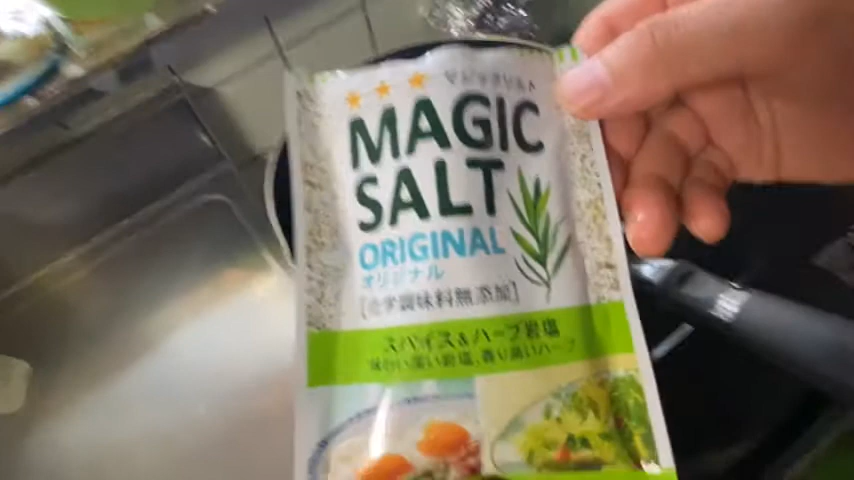 マジックソルト
MAGIC
SALT
ORIGINAL
オリジナル
[化学調味料無添加]
スパイス&ハーブ岩塩
味わい深い岩塩、香り高いハーブ